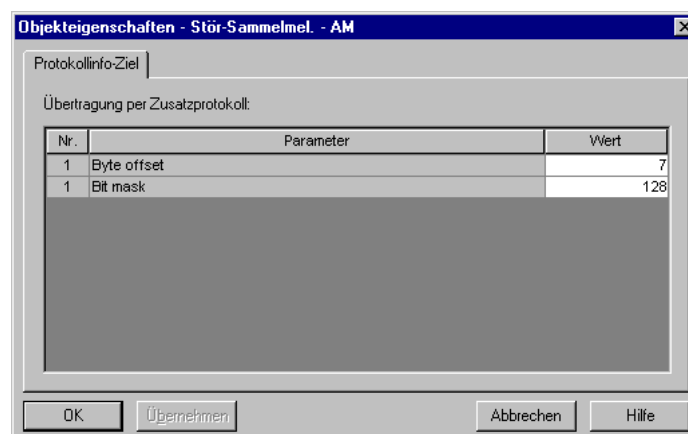 Objekteigenschaften - Stör-Sammelmel. - AM
Protokollinfo-Ziel
Übertragung per Zusatzprotokoll:
Nr. Parameter Wert
1 Byte offset 7
1 Bit mask 128
OK Übernehmen Abbrechen Hilfe